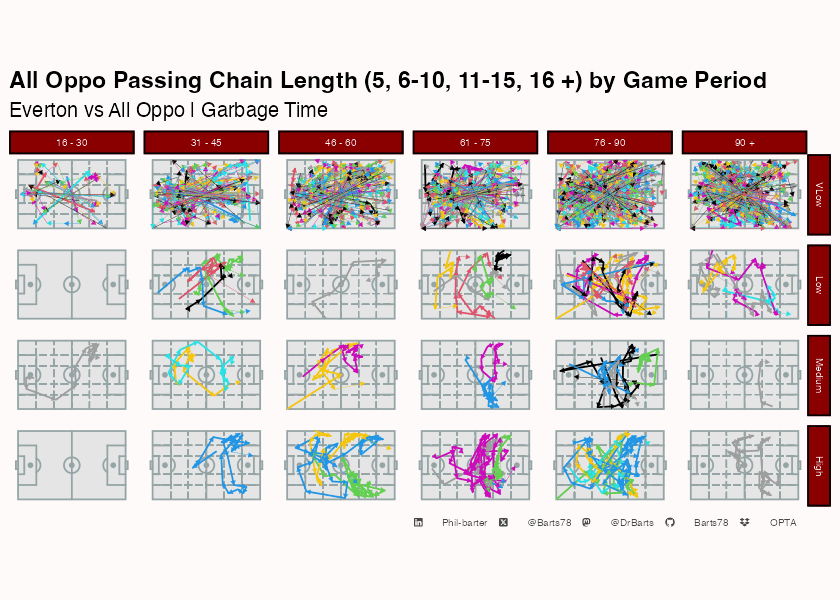 All Oppo Passing Chain Length (5, 6-10, 11-15, 16 +) by Game Period
Everton vs All Oppo I Garbage Time
16 - 30 31 - 45 46 - 60 61 - 75 76 - 90 90 +
VLow
Low
Medium
High
Phil-barter @Barts78 @DrBarts Barts78 OPTA